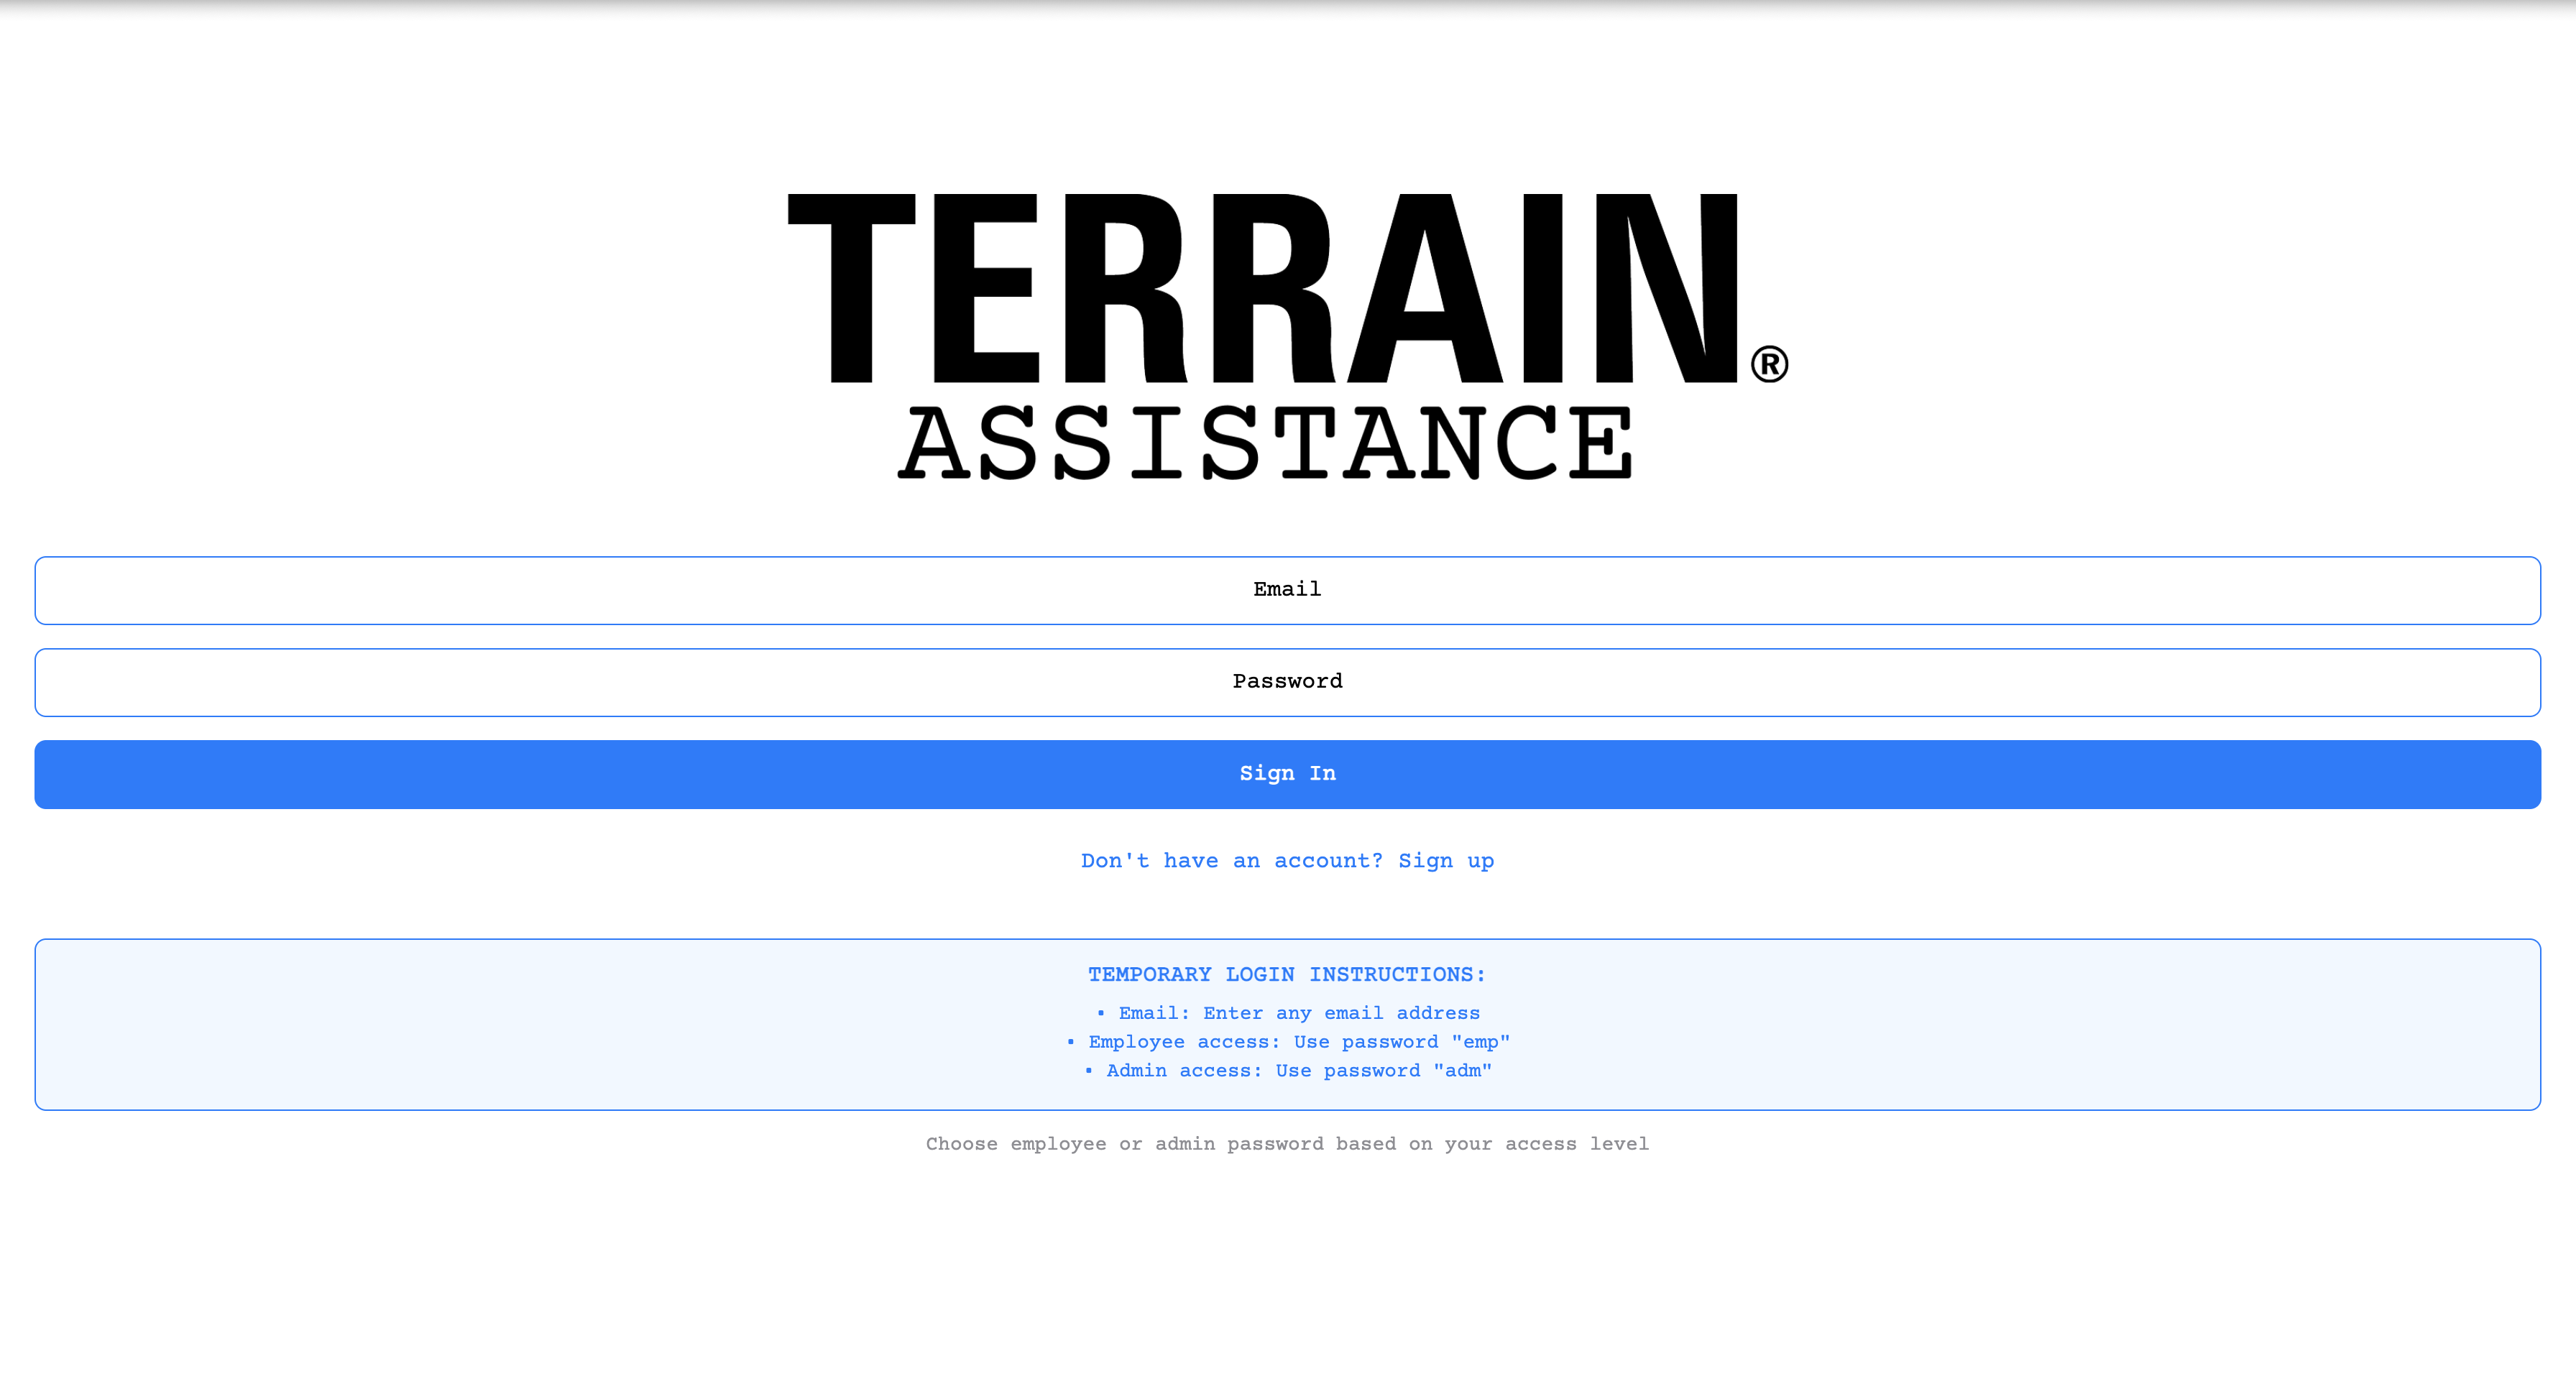 TERRAIN®
ASSISTANCE
Email
Password
Sign In
Don't have an account? Sign up
TEMPORARY LOGIN INSTRUCTIONS:
• Email: Enter any email address
• Employee access: Use password "emp"
• Admin access: Use password "adm"
Choose employee or admin password based on your access level